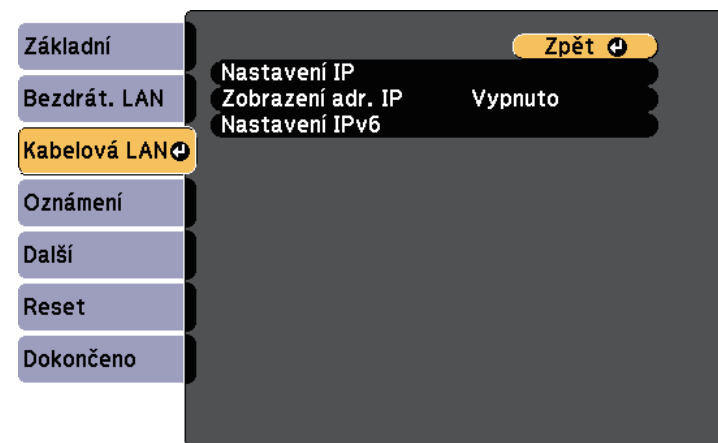 Základní
Bezdrát. LAN
Kabelová LAN
Oznámení
Další
Reset
Dokončeno
Zpět
Nastavení IP
Zobrazení adr. IP Vypnuto
Nastavení IPv6